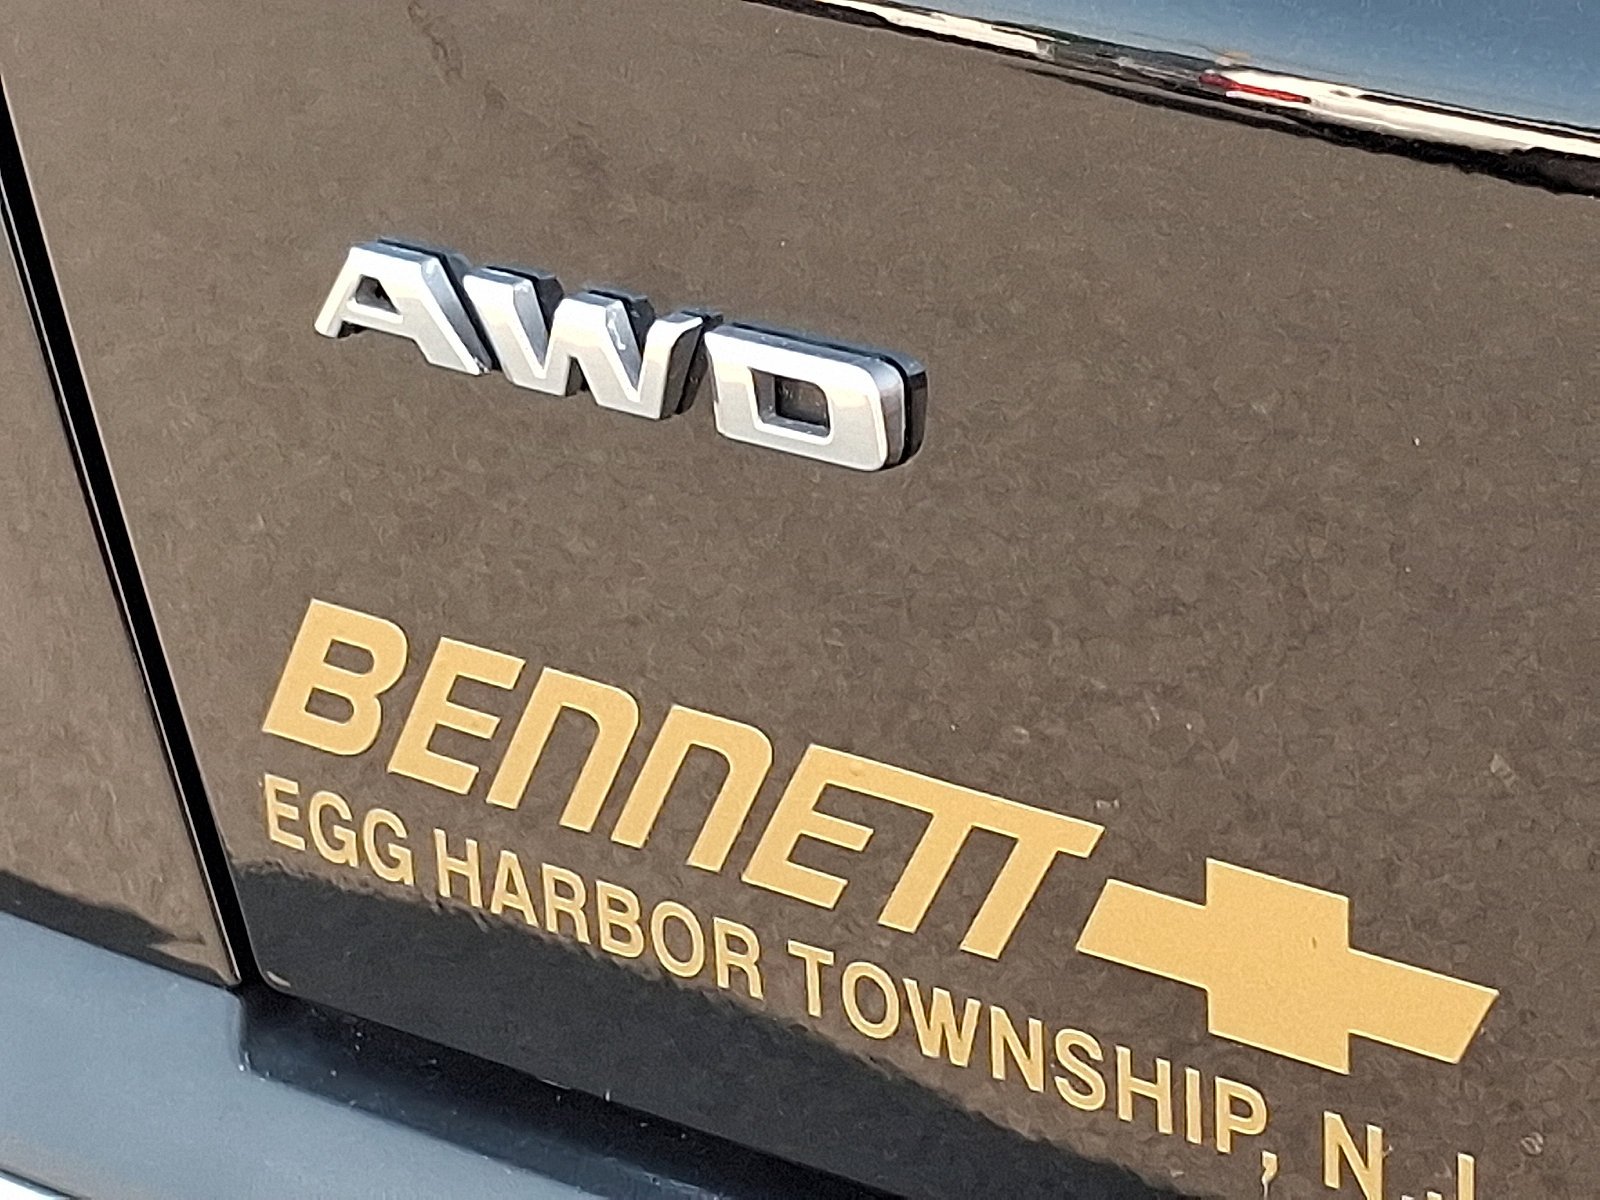 AWD
BENNETT
EGG HARBOR TOWNSHIP, N.J.